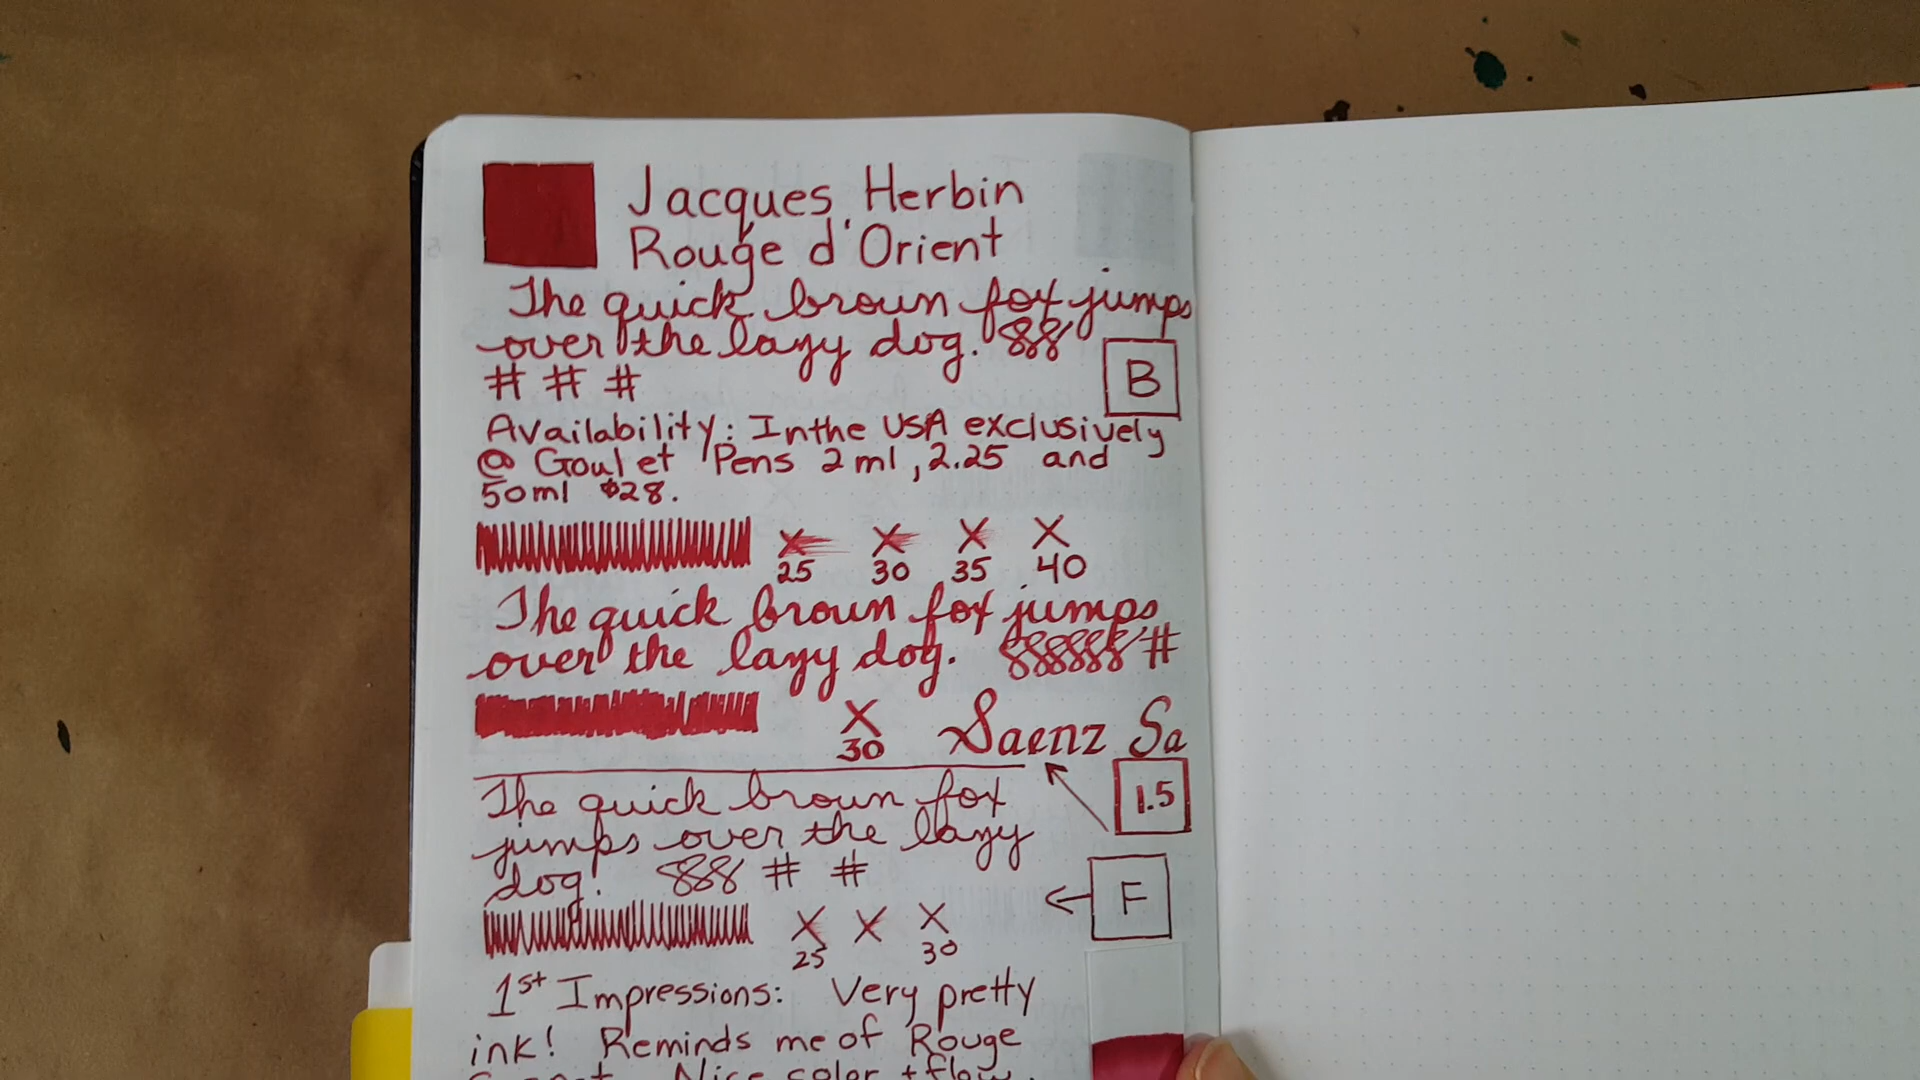 Jacques Herbin
Rouge d'Orient
The quick brown fox jumps
over the lazy dog. 888
# # #
B
Availability: In the USA exclusively
@ Goulet Pens 2ml, 2.25 and
50ml $28.
X X X X
25 30 35 40
The quick brown fox jumps
over the lazy dog. 888888 #
X
30
Saenz Sa
1.5
The quick brown fox
jumps over the lazy
dog! 888 # #
F
X X X
25 30
1st Impressions: Very pretty
ink! Reminds me of Rouge
Nice color + flow.